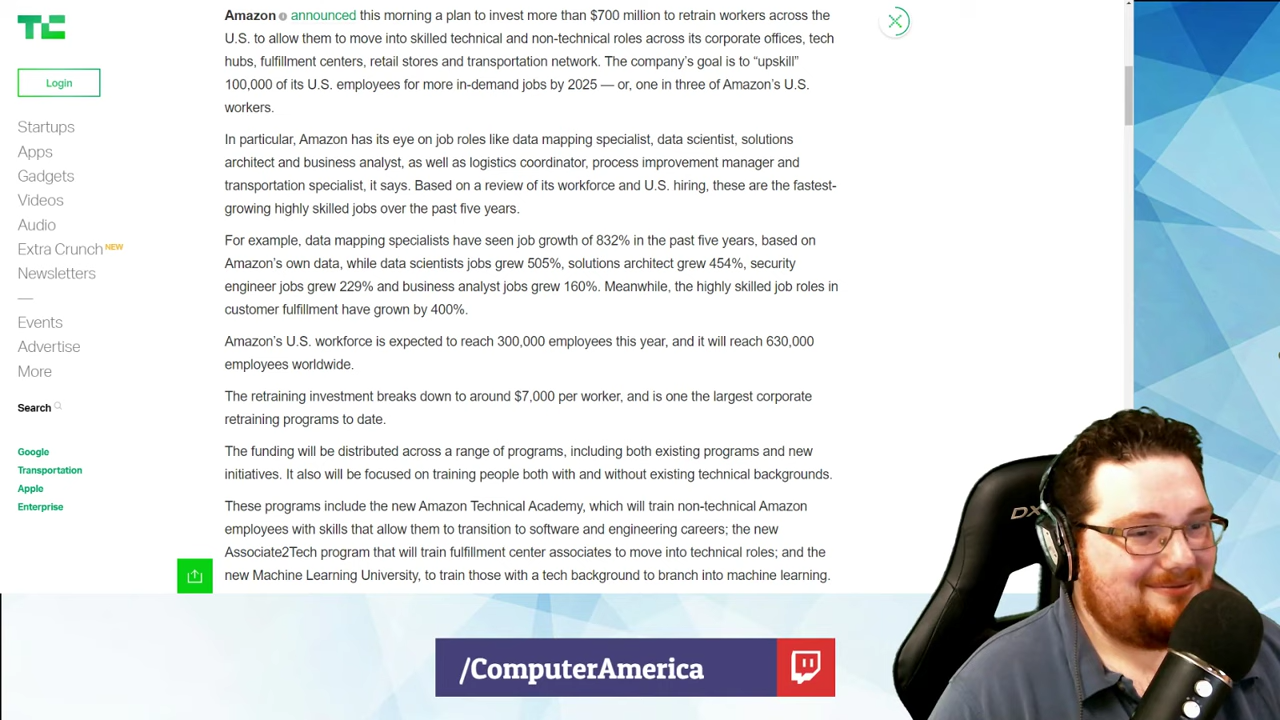 TC
Login
Startups
Apps
Gadgets
Videos
Audio
Extra Crunch NEW
Newsletters
—
Events
Advertise
More
Search
Google
Transportation
Apple
Enterprise
Amazon announced this morning a plan to invest more than $700 million to retrain workers across the
U.S. to allow them to move into skilled technical and non-technical roles across its corporate offices, tech
hubs, fulfillment centers, retail stores and transportation network. The company’s goal is to “upskill”
100,000 of its U.S. employees for more in-demand jobs by 2025 — or, one in three of Amazon’s U.S.
workers.
In particular, Amazon has its eye on job roles like data mapping specialist, data scientist, solutions
architect and business analyst, as well as logistics coordinator, process improvement manager and
transportation specialist, it says. Based on a review of its workforce and U.S. hiring, these are the fastest-
growing highly skilled jobs over the past five years.
For example, data mapping specialists have seen job growth of 832% in the past five years, based on
Amazon’s own data, while data scientists jobs grew 505%, solutions architect grew 454%, security
engineer jobs grew 229% and business analyst jobs grew 160%. Meanwhile, the highly skilled job roles in
customer fulfillment have grown by 400%.
Amazon’s U.S. workforce is expected to reach 300,000 employees this year, and it will reach 630,000
employees worldwide.
The retraining investment breaks down to around $7,000 per worker, and is one the largest corporate
retraining programs to date.
The funding will be distributed across a range of programs, including both existing programs and new
initiatives. It also will be focused on training people both with and without existing technical backgrounds.
These programs include the new Amazon Technical Academy, which will train non-technical Amazon
employees with skills that allow them to transition to software and engineering careers; the new
Associate2Tech program that will train fulfillment center associates to move into technical roles; and the
new Machine Learning University, to train those with a tech background to branch into machine learning.
DX
/ComputerAmerica